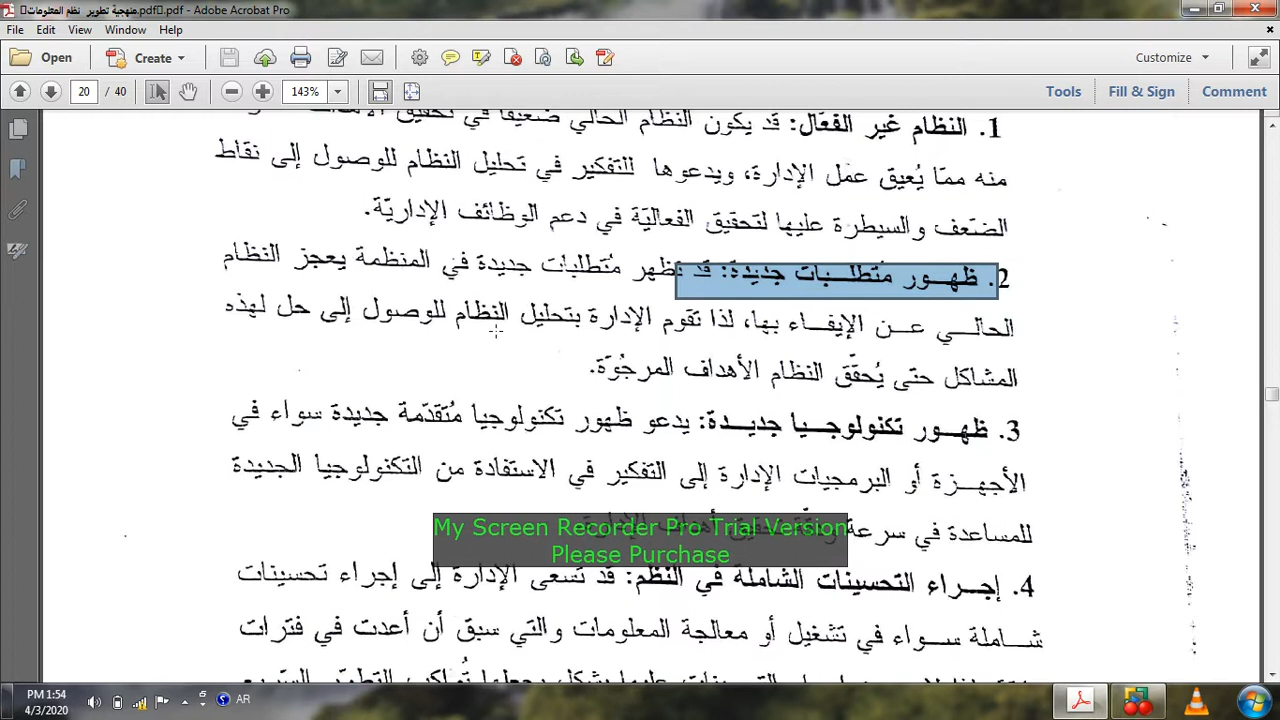 منهجية تطوير نظم المعلومات.pdf.pdf - Adobe Acrobat Pro
File Edit View Window Help
Open Create Customize
20 / 40 143% Tools Fill & Sign Comment
1. النظام غير الفعّال: قد يكون النظام الحالي ضعيفاً في تحقيق
منه ممّا يُعيق عمل الإدارة، ويدعوها للتفكير في تحليل النظام للوصول إلى نقاط
الضعف والسيطرة عليها لتحقيق الفعاليّة في دعم الوظائف الإداريّة.
2. ظهور متطلبات جديدة: قد تظهر مُتطلبات جديدة في المنظمة يعجز النظام
الحالي عن الإيفاء بها، لذا تقوم الإدارة بتحليل النظام للوصول إلى حل لهذه
المشاكل حتى يُحقّق النظام الأهداف المرجُوّة.
3. ظهور تكنولوجيا جديدة: يدعو ظهور تكنولوجيا مُتقدّمة جديدة سواء في
الأجهزة أو البرمجيات الإدارة إلى التفكير في الاستفادة من التكنولوجيا الجديدة
للمساعدة في سرعة
My Screen Recorder Pro Trial Version
Please Purchase
4. إجراء التحسينات الشاملة في النظم: قد تسعى الإدارة إلى إجراء تحسينات
شاملة سواء في تشغيل أو معالجة المعلومات والتي سبق أن أعدت في فترات
PM 1:54
4/3/2020
AR